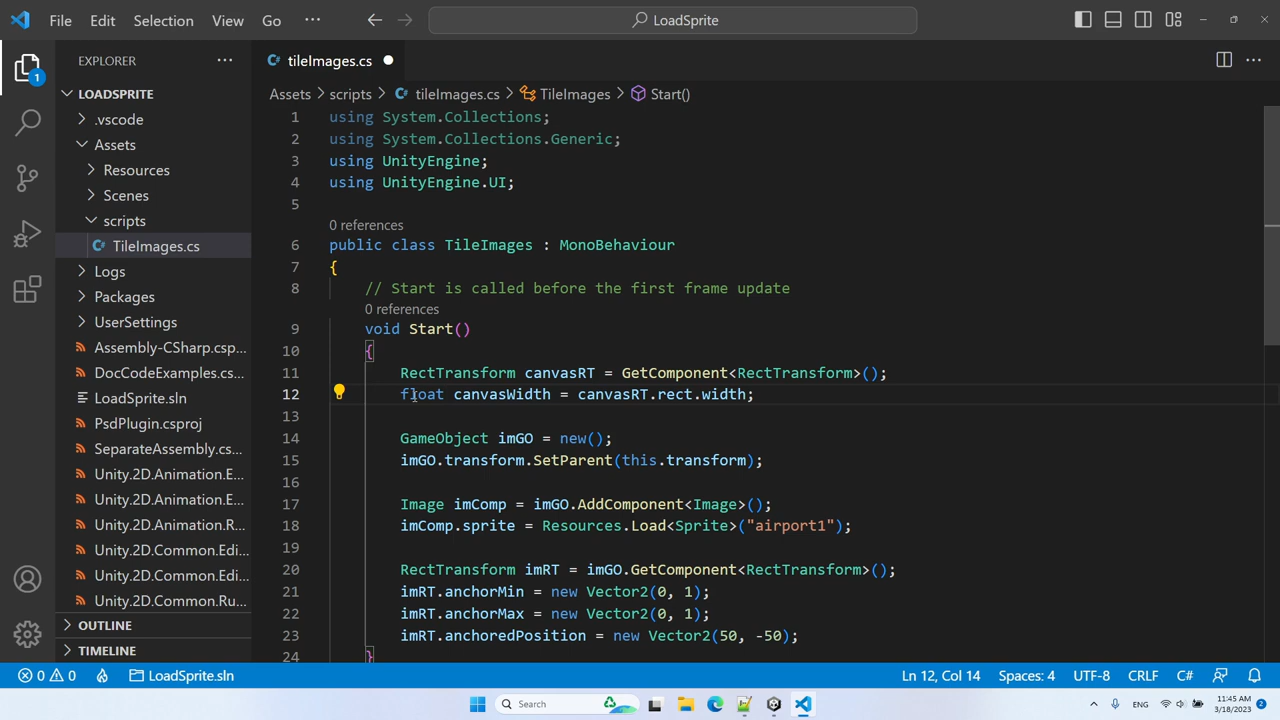 File Edit Selection View Go ··· LoadSprite
EXPLORER ···
tileImages.cs
LOADSPRITE
Assets > scripts > tileImages.cs > TileImages > Start()
.vscode
Assets
Resources
Scenes
scripts
TileImages.cs
Logs
Packages
UserSettings
Assembly-CSharp.csp...
DocCodeExamples.cs...
LoadSprite.sln
PsdPlugin.csproj
SeparateAssembly.cs...
Unity.2D.Animation.E...
Unity.2D.Animation.E...
Unity.2D.Animation.R...
Unity.2D.Common.Edi...
Unity.2D.Common.Edi...
Unity.2D.Common.Ru...
OUTLINE
TIMELINE
1
1 using System.Collections;
2 using System.Collections.Generic;
3 using UnityEngine;
4 using UnityEngine.UI;
5
0 references
6 public class TileImages : MonoBehaviour
7 {
8 // Start is called before the first frame update
0 references
9 void Start()
10 {
11 RectTransform canvasRT = GetComponent<RectTransform>();
12 float canvasWidth = canvasRT.rect.width;
13
14 GameObject imGO = new();
15 imGO.transform.SetParent(this.transform);
16
17 Image imComp = imGO.AddComponent<Image>();
18 imComp.sprite = Resources.Load<Sprite>("airport1");
19
20 RectTransform imRT = imGO.GetComponent<RectTransform>();
21 imRT.anchorMin = new Vector2(0, 1);
22 imRT.anchorMax = new Vector2(0, 1);
23 imRT.anchoredPosition = new Vector2(50, -50);
24 }
0 0 LoadSprite.sln Ln 12, Col 14 Spaces: 4 UTF-8 CRLF C#
Search
ENG
11:45 AM
3/18/2023
2